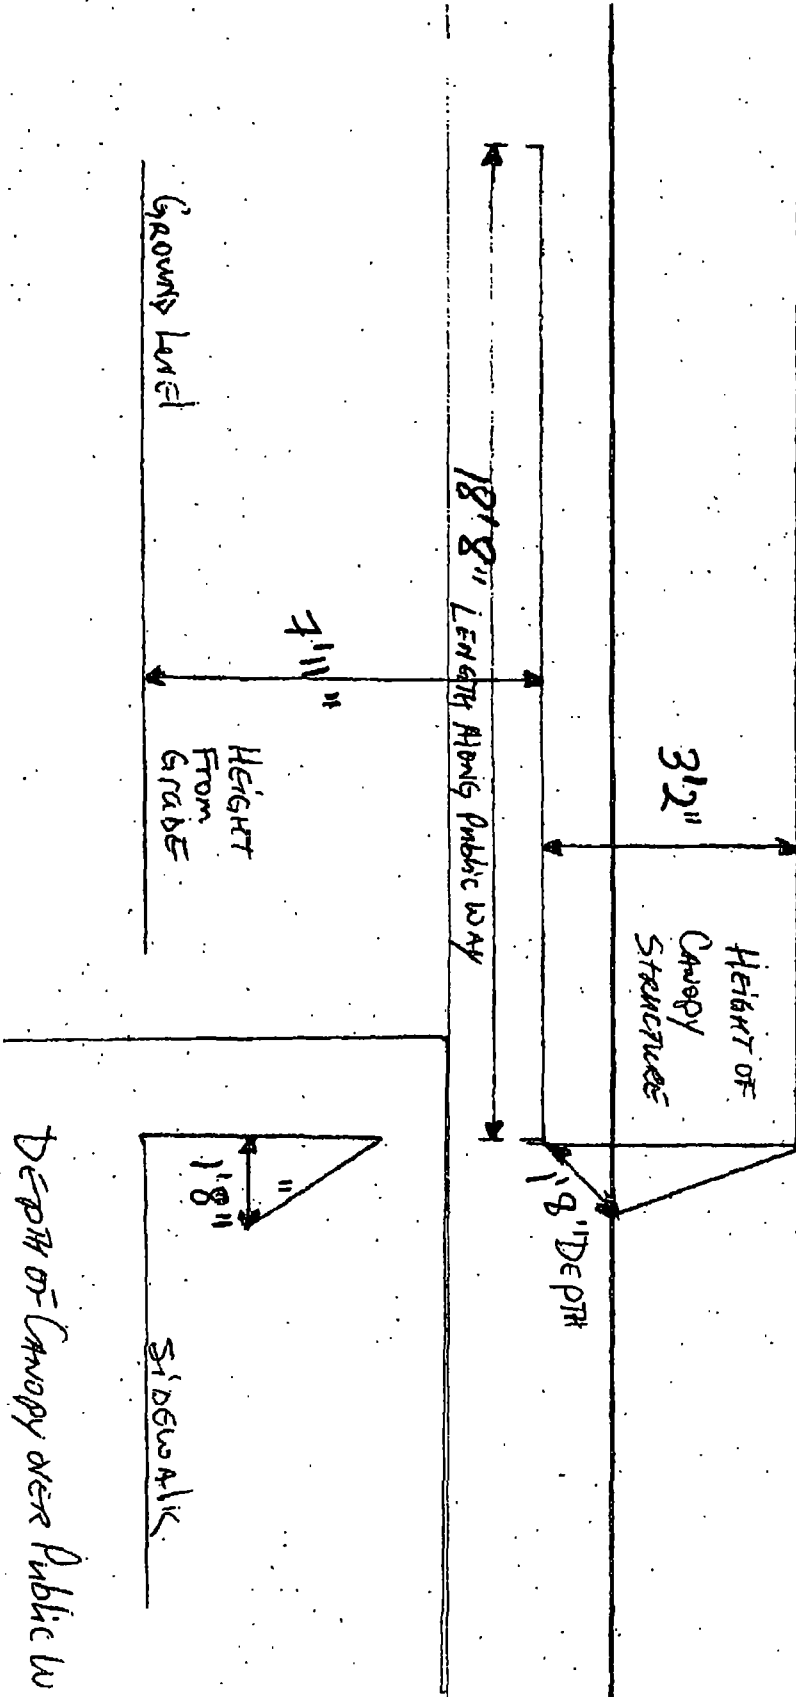 3'2"
HEIGHT OF
CANOPY
STRUCTURE
1'8" DEPTH
18'8" LENGTH ALONG PUBLIC WAY
7'11"
HEIGHT
From
GRADE
GROUND LEVEl
1'8"
SIDEWALK
DEPTH OF CANOPY OVER PUBLIC W